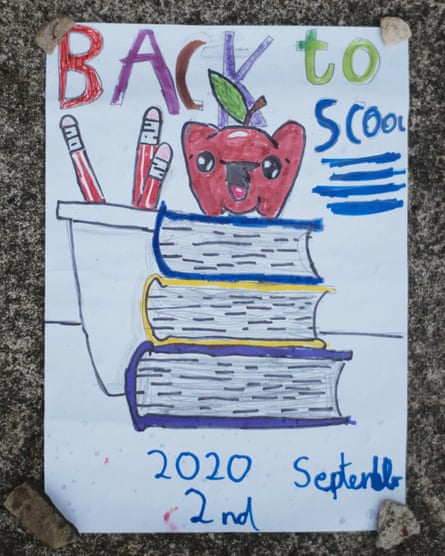 BACK to
SCOOL
2020 Septembr
2nd